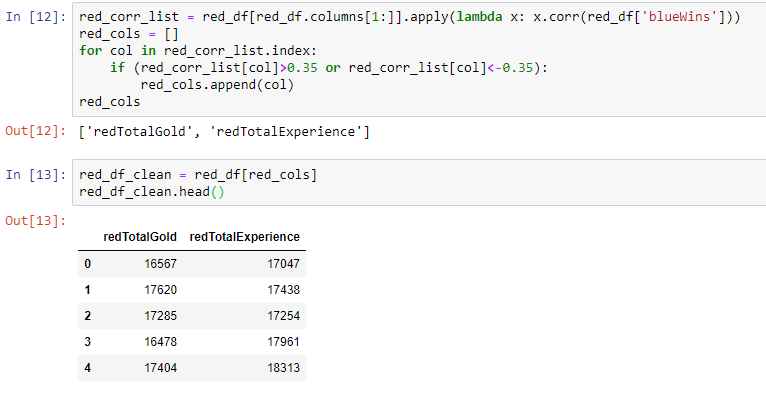 In [12]: red_corr_list = red_df[red_df.columns[1:]].apply(lambda x: x.corr(red_df['blueWins']))
red_cols = []
for col in red_corr_list.index:
    if (red_corr_list[col]>0.35 or red_corr_list[col]<-0.35):
        red_cols.append(col)
red_cols
Out[12]: ['redTotalGold', 'redTotalExperience']
In [13]: red_df_clean = red_df[red_cols]
red_df_clean.head()
Out[13]:
redTotalGold redTotalExperience
0 16567 17047
1 17620 17438
2 17285 17254
3 16478 17961
4 17404 18313